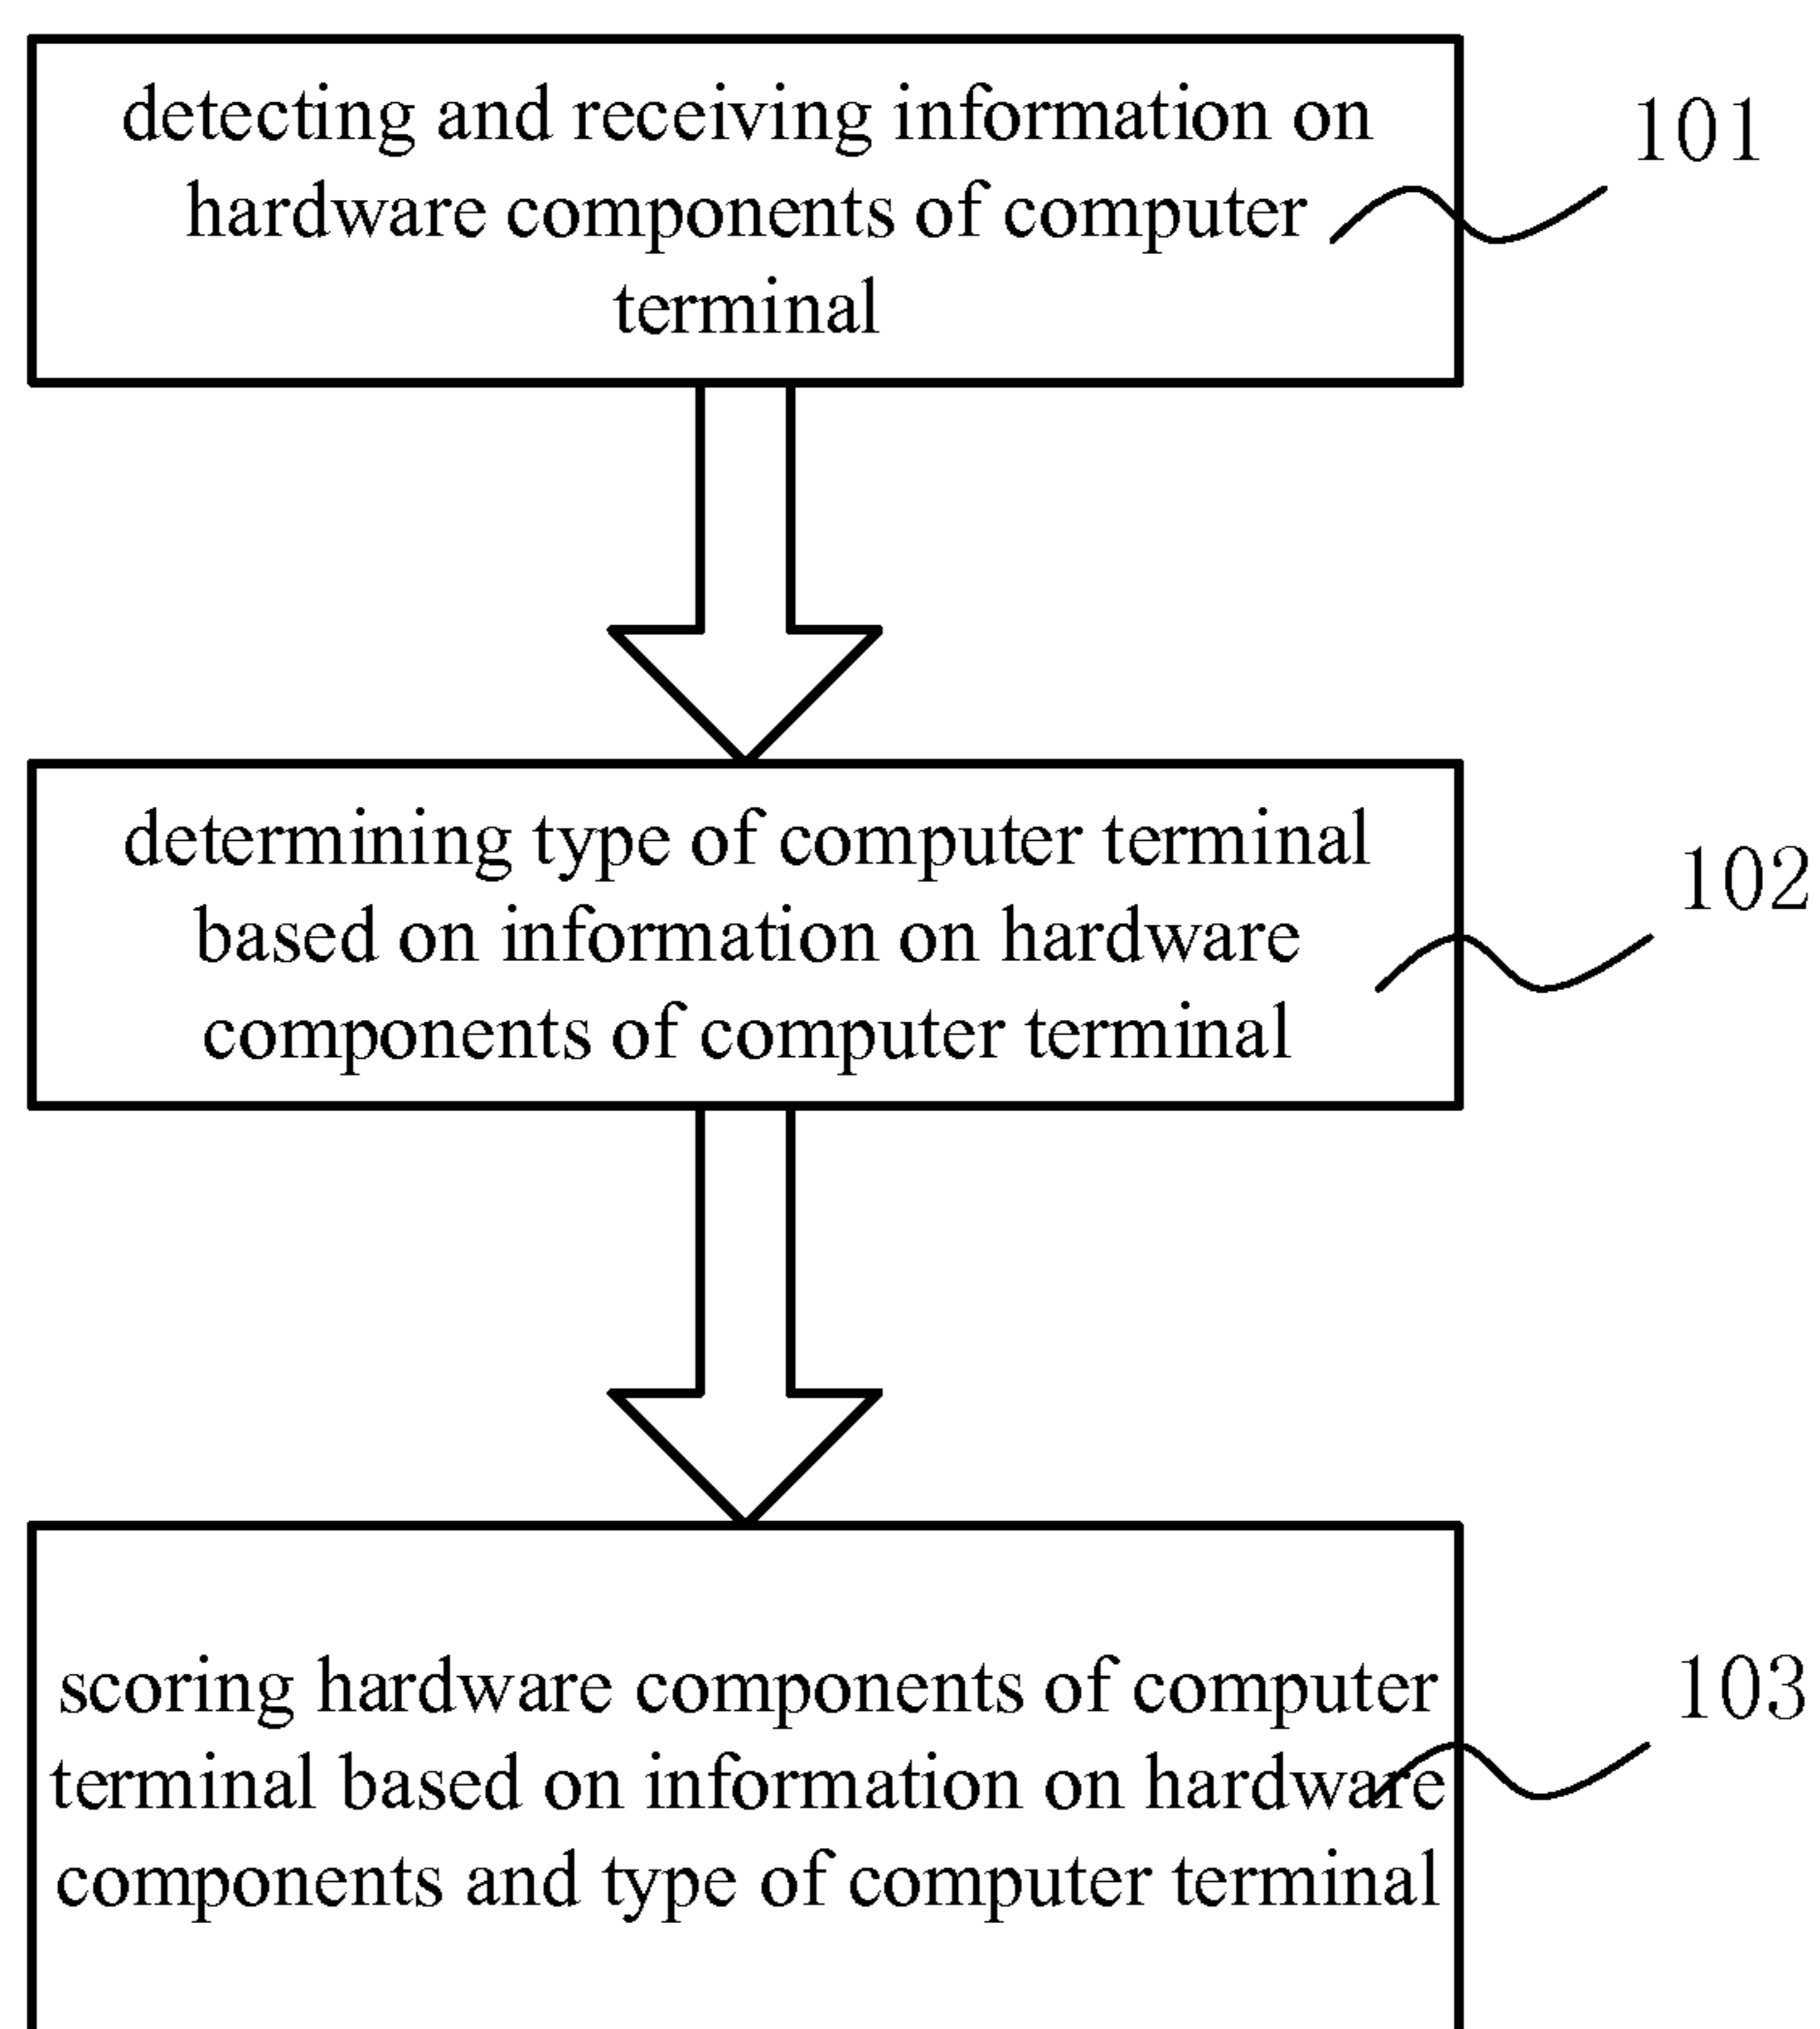 detecting and receiving information on
hardware components of computer
terminal
101
determining type of computer terminal
based on information on hardware
components of computer terminal
102
scoring hardware components of computer
terminal based on information on hardware
components and type of computer terminal
103